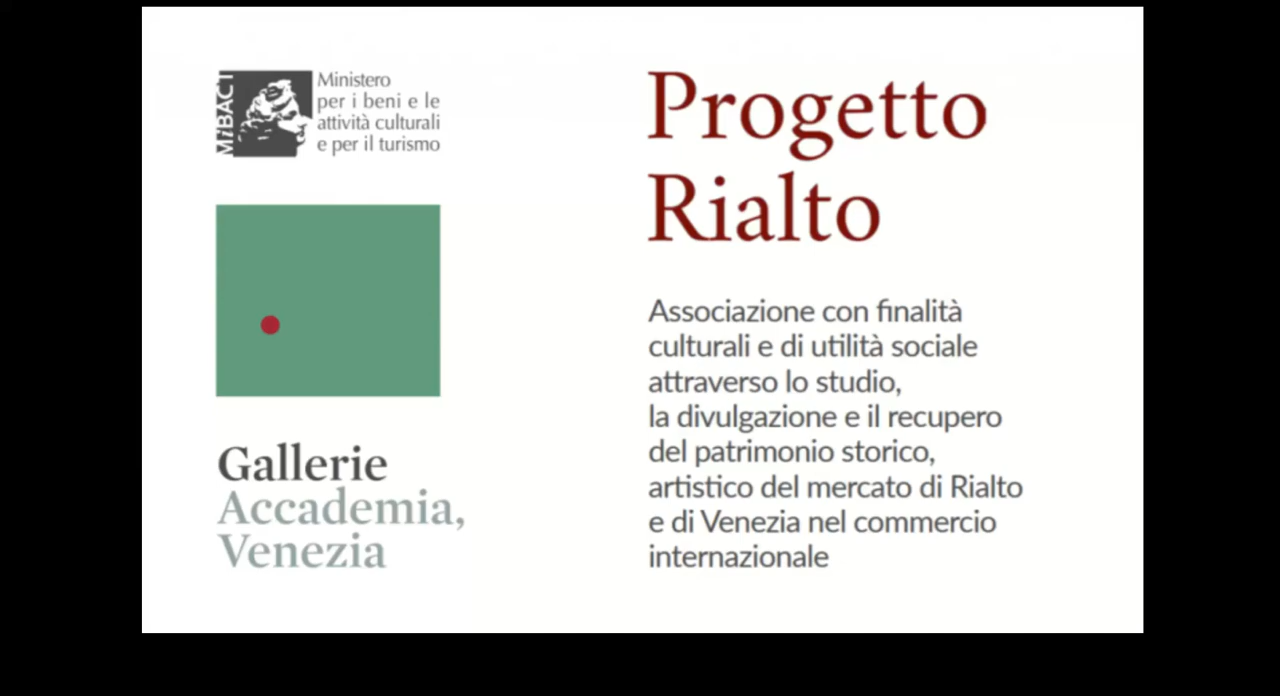 MiBACT
Ministero
per i beni e le
attività culturali
e per il turismo
Gallerie
Accademia,
Venezia
Progetto
Rialto
Associazione con finalità
culturali e di utilità sociale
attraverso lo studio,
la divulgazione e il recupero
del patrimonio storico,
artistico del mercato di Rialto
e di Venezia nel commercio
internazionale